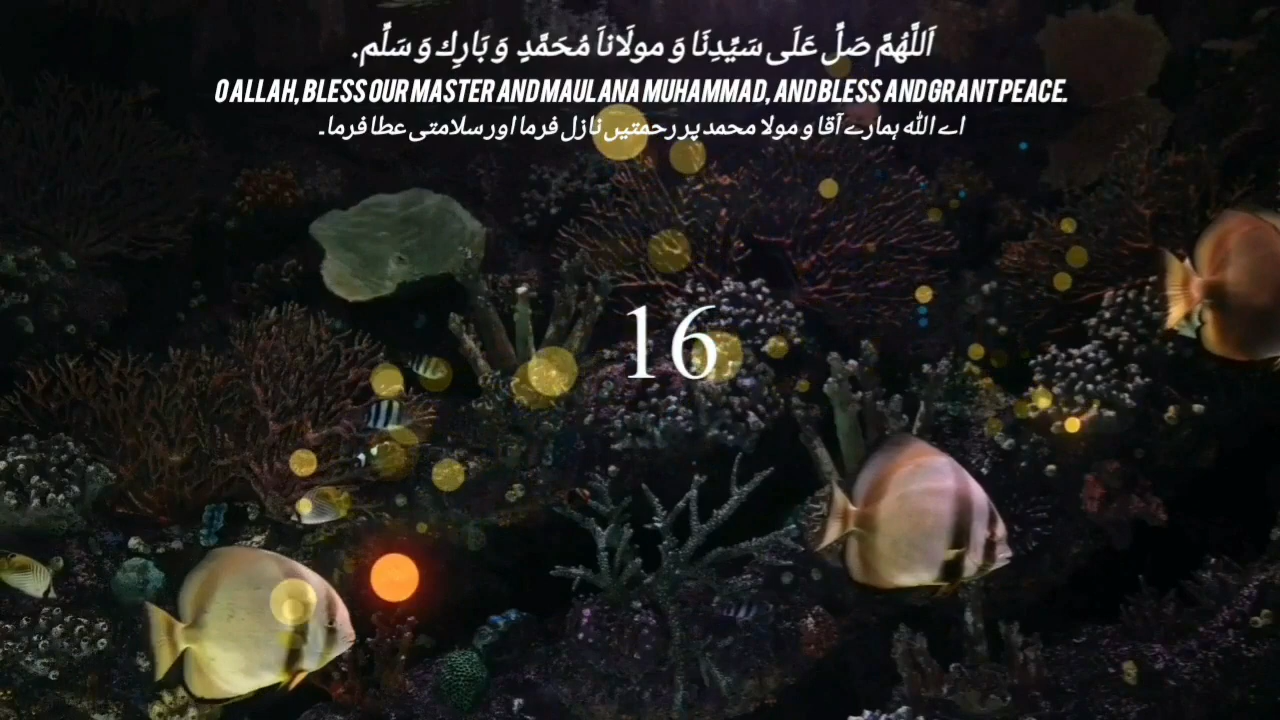 اَللَّهُمَّ صَلِّ عَلَى سَيِّدِنَا وَ مولَاناَ مُحَمَّدٍ وَ بَارِك وَ سَلِّم.
O ALLAH, BLESS OUR MASTER AND MAULANA MUHAMMAD, AND BLESS AND GRANT PEACE.
اے اللہ ہمارے آقا و مولا محمد پر رحمتیں نازل فرما اور سلامتی عطا فرما۔
16